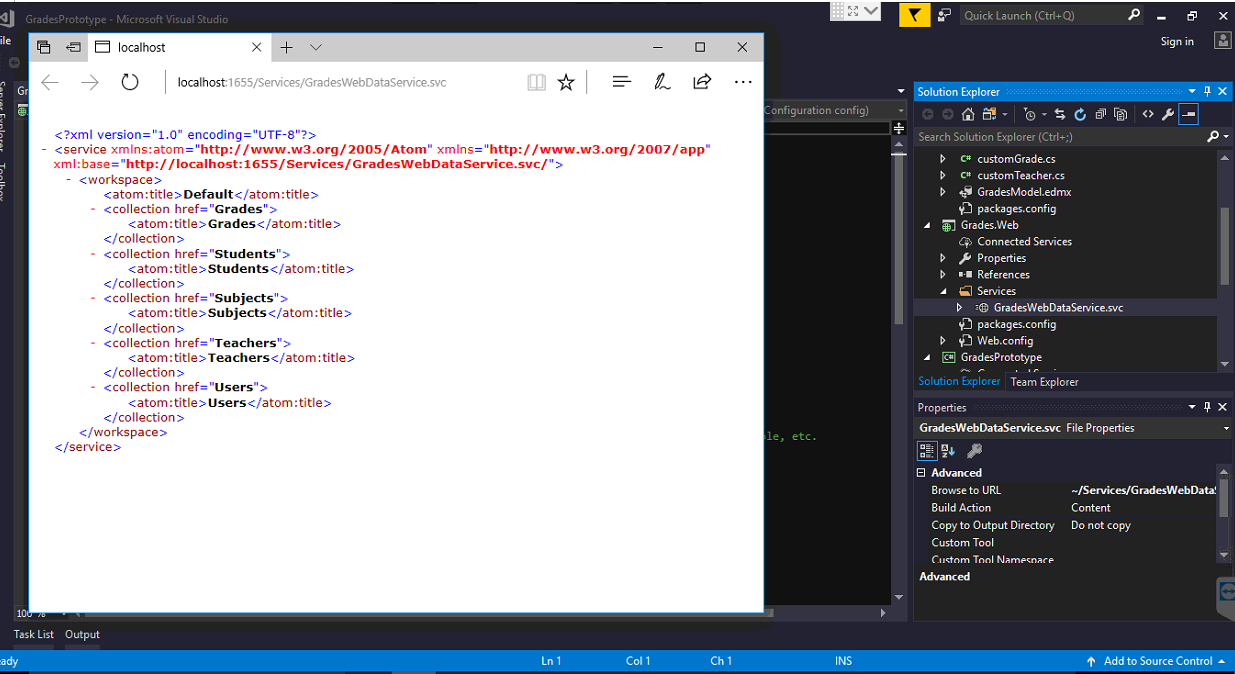 GradesPrototype - Microsoft Visual Studio
Quick Launch (Ctrl+Q)
Sign in
localhost
localhost:1655/Services/GradesWebDataService.svc
Server Explorer
Toolbox
Configuration config)
<?xml version="1.0" encoding="UTF-8"?>
- <service xmlns:atom="http://www.w3.org/2005/Atom" xmlns="http://www.w3.org/2007/app"
xml:base="http://localhost:1655/Services/GradesWebDataService.svc/">
- <workspace>
<atom:title>Default</atom:title>
- <collection href="Grades">
<atom:title>Grades</atom:title>
</collection>
- <collection href="Students">
<atom:title>Students</atom:title>
</collection>
- <collection href="Subjects">
<atom:title>Subjects</atom:title>
</collection>
- <collection href="Teachers">
<atom:title>Teachers</atom:title>
</collection>
- <collection href="Users">
<atom:title>Users</atom:title>
</collection>
</workspace>
</service>
etc.
Solution Explorer
Search Solution Explorer (Ctrl+;)
C# customGrade.cs
C# customTeacher.cs
GradesModel.edmx
packages.config
Grades.Web
Connected Services
Properties
References
Services
GradesWebDataService.svc
packages.config
Web.config
C# GradesPrototype
Solution Explorer Team Explorer
Properties
GradesWebDataService.svc File Properties
Advanced
Browse to URL ~/Services/GradesWebDataS
Build Action Content
Copy to Output Directory Do not copy
Custom Tool
Custom Tool Namespace
Advanced
100 %
Task List Output
eady
Ln 1 Col 1 Ch 1 INS
Add to Source Control